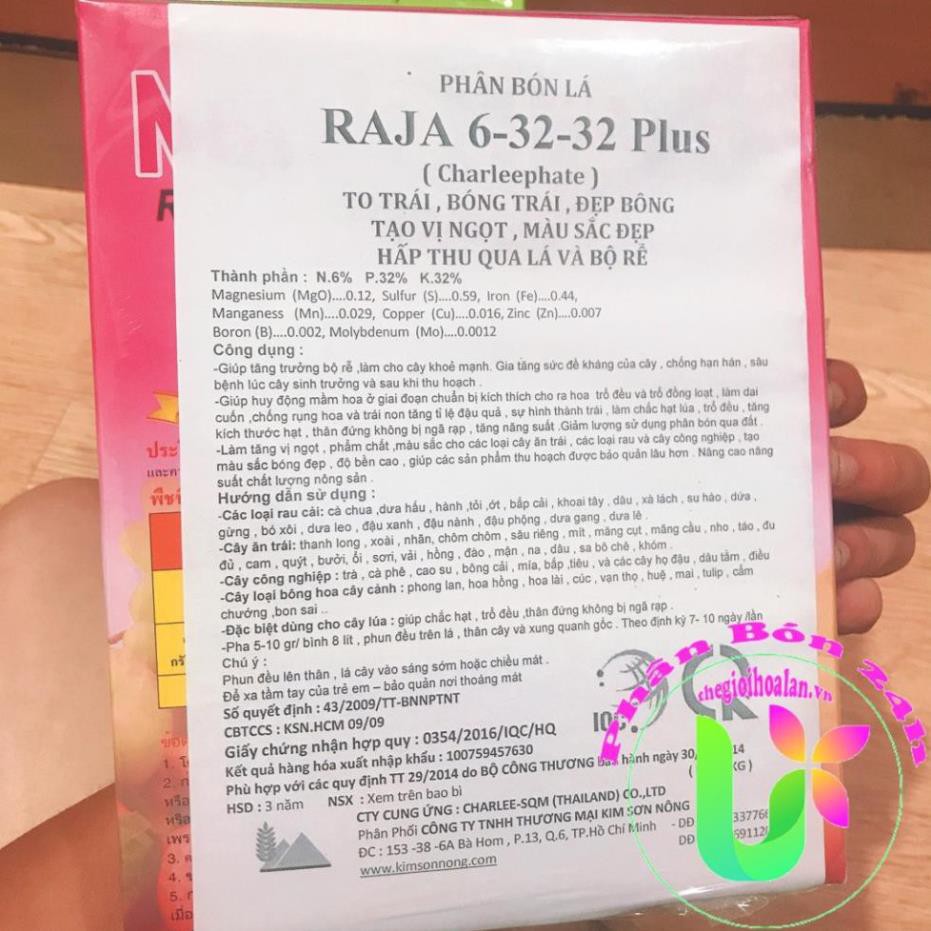 PHÂN BÓN LÁ
RAJA 6-32-32 Plus
( Charleephate )
TO TRÁI , BÓNG TRÁI , ĐẸP BÔNG
TẠO VỊ NGỌT , MÀU SẮC ĐẸP
HẤP THU QUA LÁ VÀ BỘ RỄ
Thành phần : N.6% P.32% K.32%
Magnesium (MgO)....0.12, Sulfur (S)....0.59, Iron (Fe)....0.44,
Manganess (Mn)....0.029, Copper (Cu)....0.016, Zinc (Zn)....0.007
Boron (B)....0.002, Molybdenum (Mo)....0.0012
Công dụng :
-Giúp tăng trưởng bộ rễ ,làm cho cây khoẻ mạnh. Gia tăng sức đề kháng của cây , chống hạn hán , sâu
bệnh lúc cây sinh trưởng và sau khi thu hoạch .
-Giúp huy động mầm hoa ở giai đoạn chuẩn bị kích thích cho ra hoa trổ đều và trổ đồng loạt , làm dai
cuốn ,chống rụng hoa và trái non tăng tỉ lệ đậu quả , sự hình thành trái , làm chắc hạt lúa , trổ đều , tăng
kích thước hạt , thân đứng không bị ngã rạp , tăng năng suất .Giảm lượng sử dụng phân bón qua đất .
-Làm tăng vị ngọt , phẩm chất ,màu sắc cho các loại cây ăn trái , các loại rau và cây công nghiệp , tạo
màu sắc bóng đẹp , độ bền cao , giúp các sản phẩm thu hoạch được bảo quản lâu hơn . Nâng cao năng
suất chất lượng nông sản .
Hướng dẫn sử dụng :
-Các loại rau cải: cà chua ,dưa hấu , hành ,tỏi ,ớt , bắp cải , khoai tây , dâu , xà lách , su hào , dứa ,
gừng , bó xôi , dưa leo , đậu xanh , đậu nành , đậu phộng , dưa gang , dưa lê .
-Cây ăn trái: thanh long , xoài , nhãn , chôm chôm , sầu riêng , mít , măng cụt , mãng cầu , nho , táo , đu
đủ , cam , quýt , bưởi , ổi , sơri , vải , hồng , đào , mận , na , dâu , sa bô chê , khóm .
-Cây công nghiệp : trà , cà phê , cao su , bông cải , mía, bắp ,tiêu , và các cây họ đậu , dâu tằm , điều
-Cây loại bông hoa cây cảnh : phong lan, hoa hồng , hoa lài , cúc , vạn thọ , huệ , mai , tulip , cẩm
chướng ,bon sai ..
-Đặc biệt dùng cho cây lúa : giúp chắc hạt , trổ đều ,thân đứng không bị ngã rạp .
-Pha 5-10 gr/ bình 8 lít , phun đều trên lá , thân cây và xung quanh gốc . Theo định kỳ 7- 10 ngày /lần
Chú ý :
Phun đều lên thân , lá cây vào sáng sớm hoặc chiều mát .
Để xa tầm tay của trẻ em – bảo quản nơi thoáng mát
Số quyết định : 43/2009/TT-BNNPTNT
CBTCCS : KSN.HCM 09/09
Giấy chứng nhận hợp quy : 0354/2016/IQC/HQ
Kết quả hàng hóa xuất nhập khẩu : 100759457630
Phù hợp với các quy định TT 29/2014 do BỘ CÔNG THƯƠNG hành ngày 30/
HSD : 3 năm NSX : Xem trên bao bì
CTY CUNG ỨNG : CHARLEE-SQM (THAILAND) CO.,LTD
Phân Phối CÔNG TY TNHH THƯƠNG MẠI KIM SƠN NÔNG
ĐC : 153 -38 -6A Bà Hom , P.13, Q.6, TP.Hồ Chí Minh
www.kimsonnong.com
Phân Bón 24h
thegioihoalan.vn